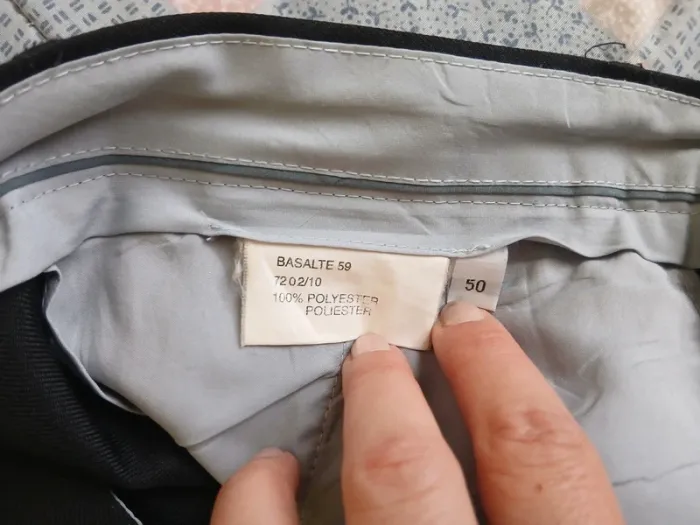 BASALTE 59
7202/10
100% POLYESTER
POLIESTER
50